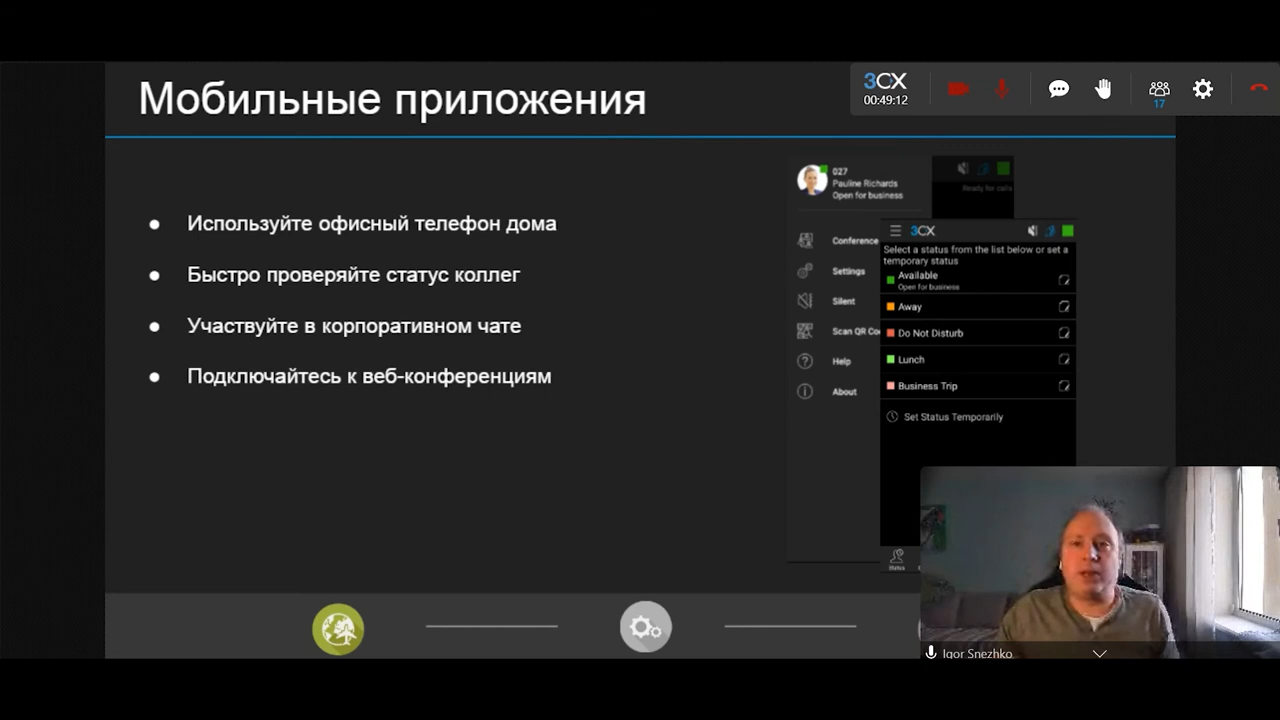 Мобильные приложения
3CX
00:49:12
17
Используйте офисный телефон дома
Быстро проверяйте статус коллег
Участвуйте в корпоративном чате
Подключайтесь к веб-конференциям
027
Pauline Richards
Open for business
Ready for calls
Conference
Settings
Silent
Scan QR Co
Help
About
3CX
Select a status from the list below or set a
temporary status
Available
Open for business
Away
Do Not Disturb
Lunch
Business Trip
Set Status Temporarily
Status
Igor Snezhko